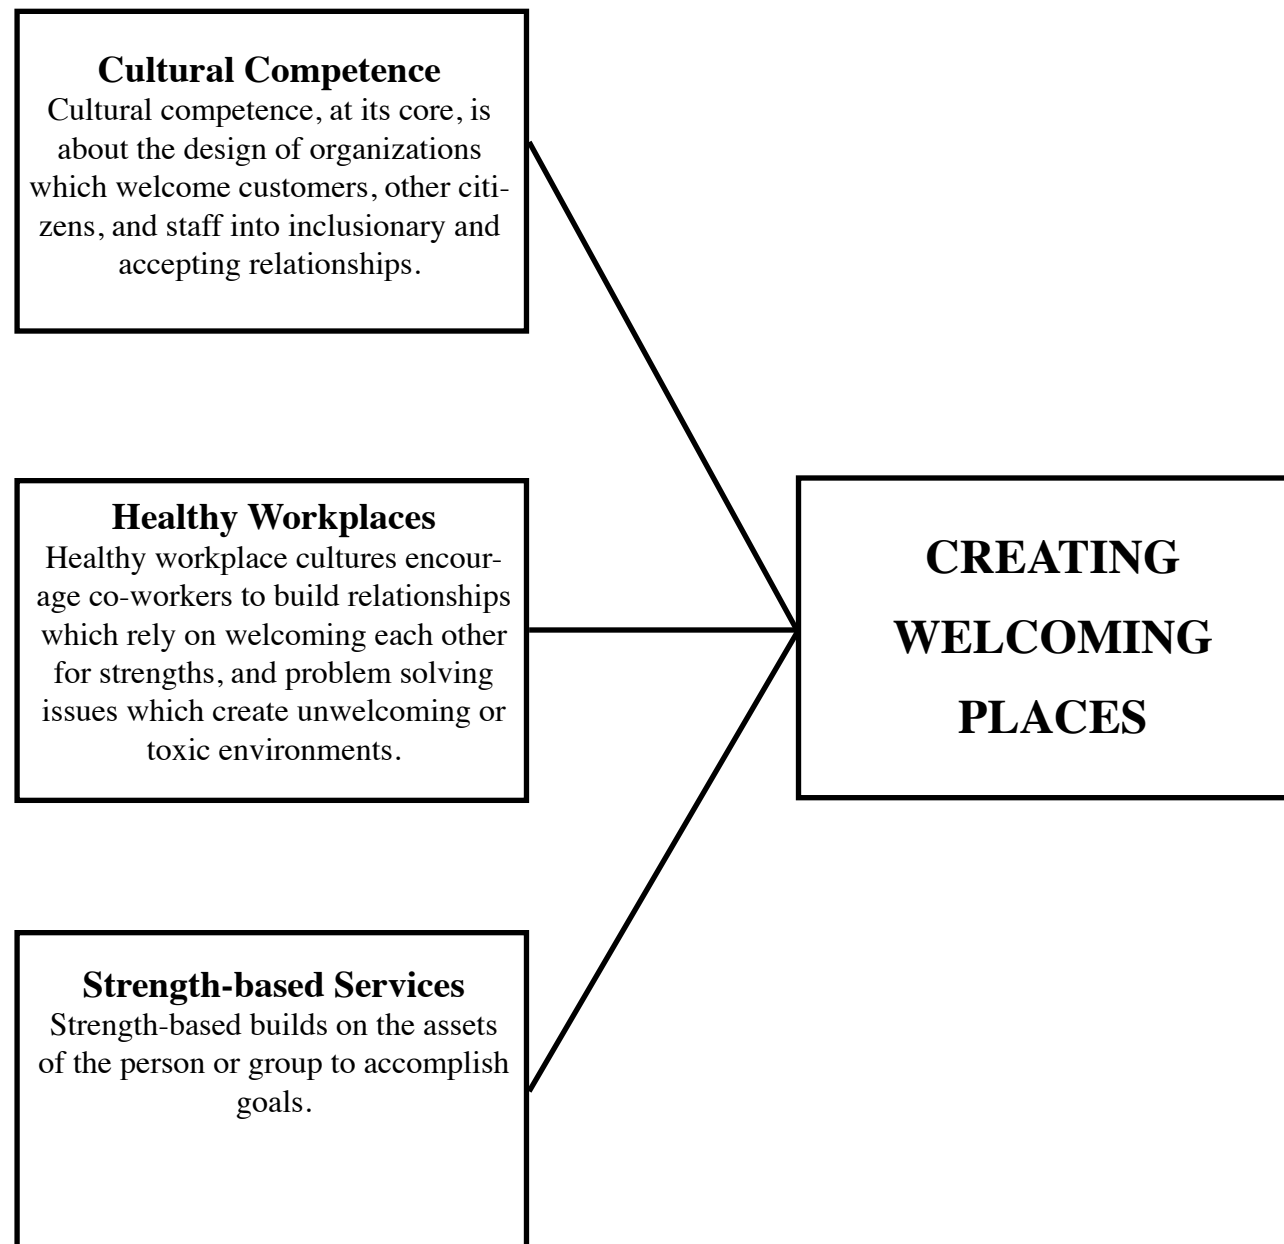 Cultural Competence
Cultural competence, at its core, is
about the design of organizations
which welcome customers, other citi-
zens, and staff into inclusionary and
accepting relationships.
Healthy Workplaces
Healthy workplace cultures encour-
age co-workers to build relationships
which rely on welcoming each other
for strengths, and problem solving
issues which create unwelcoming or
toxic environments.
CREATING
WELCOMING
PLACES
Strength-based Services
Strength-based builds on the assets
of the person or group to accomplish
goals.